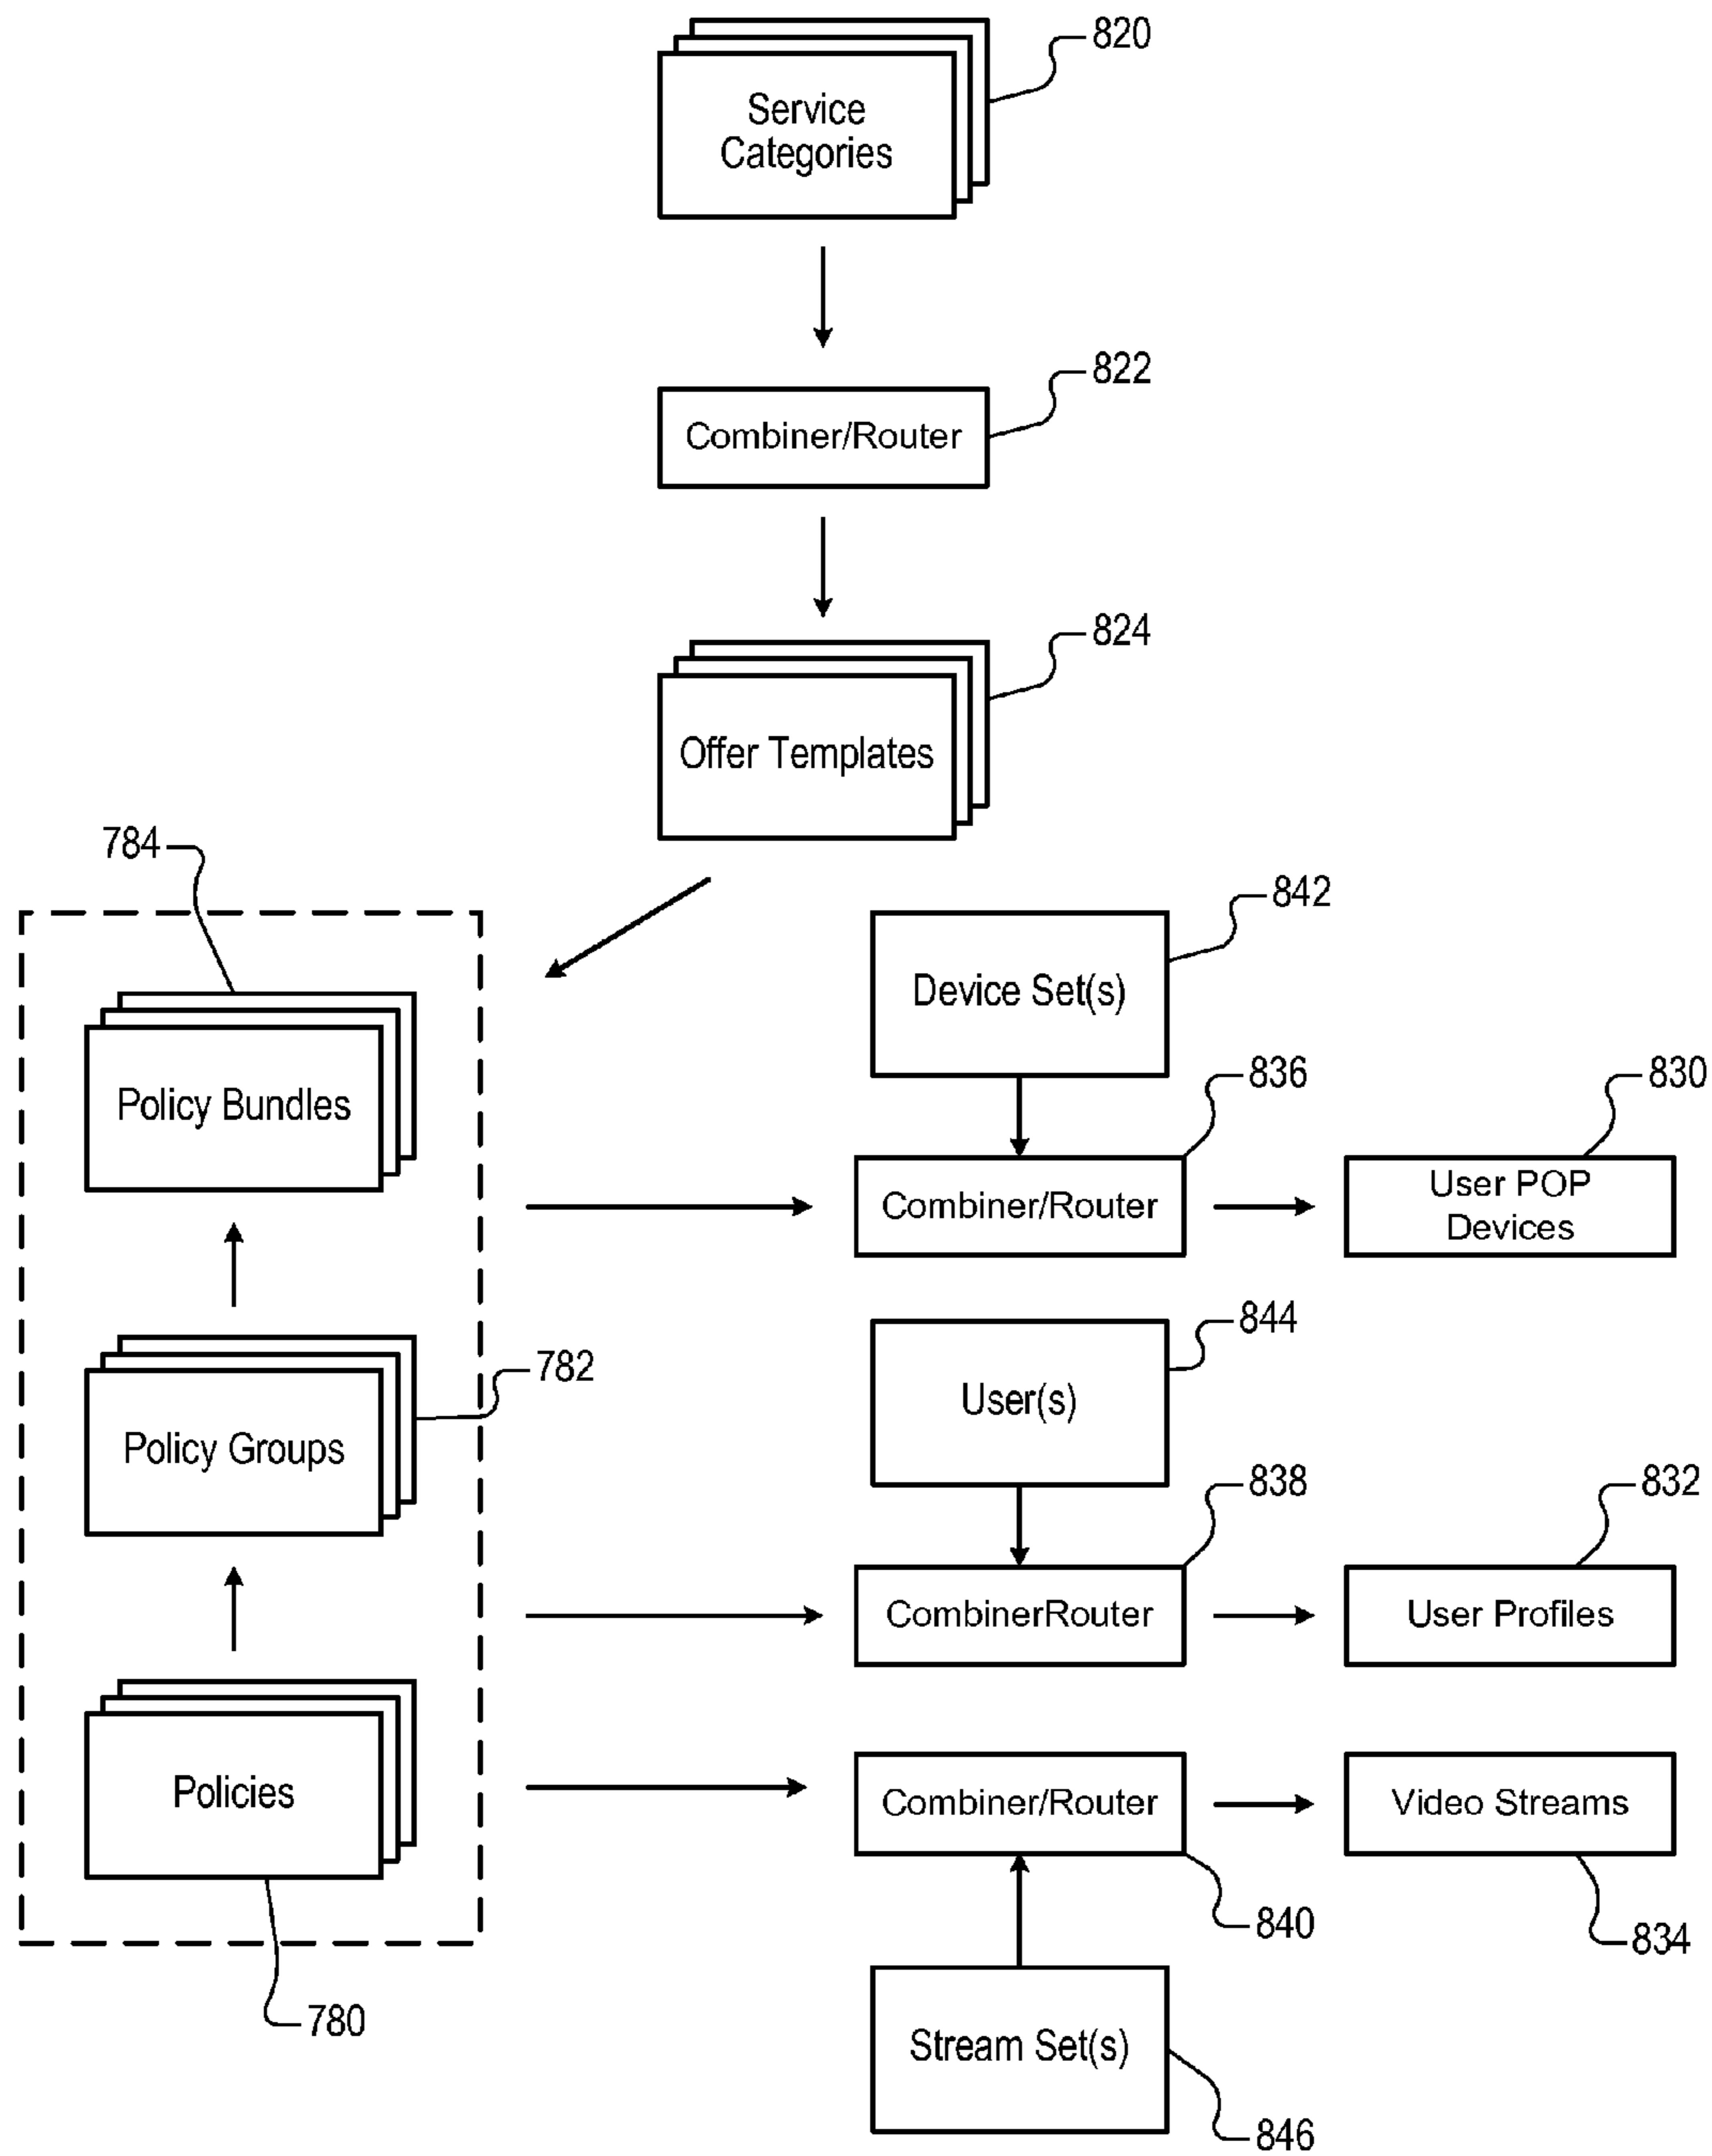 820
Service
Categories
822
Combiner/Router
824
Offer Templates
784
842
Device Set(s)
Policy Bundles
836
830
Combiner/Router
User POP
Devices
844
782
User(s)
Policy Groups
838
832
CombinerRouter
User Profiles
Policies
Combiner/Router
Video Streams
840
834
780
Stream Set(s)
846